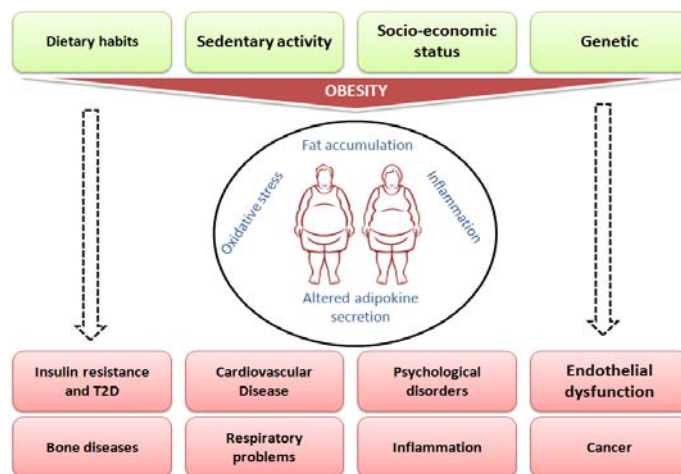 Dietary habits
Sedentary activity
Socio-economic
status
Genetic
OBESITY
Fat accumulation
Oxidative stress
Inflammation
Altered adipokine
secretion
Insulin resistance
and T2D
Cardiovascular
Disease
Psychological
disorders
Endothelial
dysfunction
Bone diseases
Respiratory
problems
Inflammation
Cancer